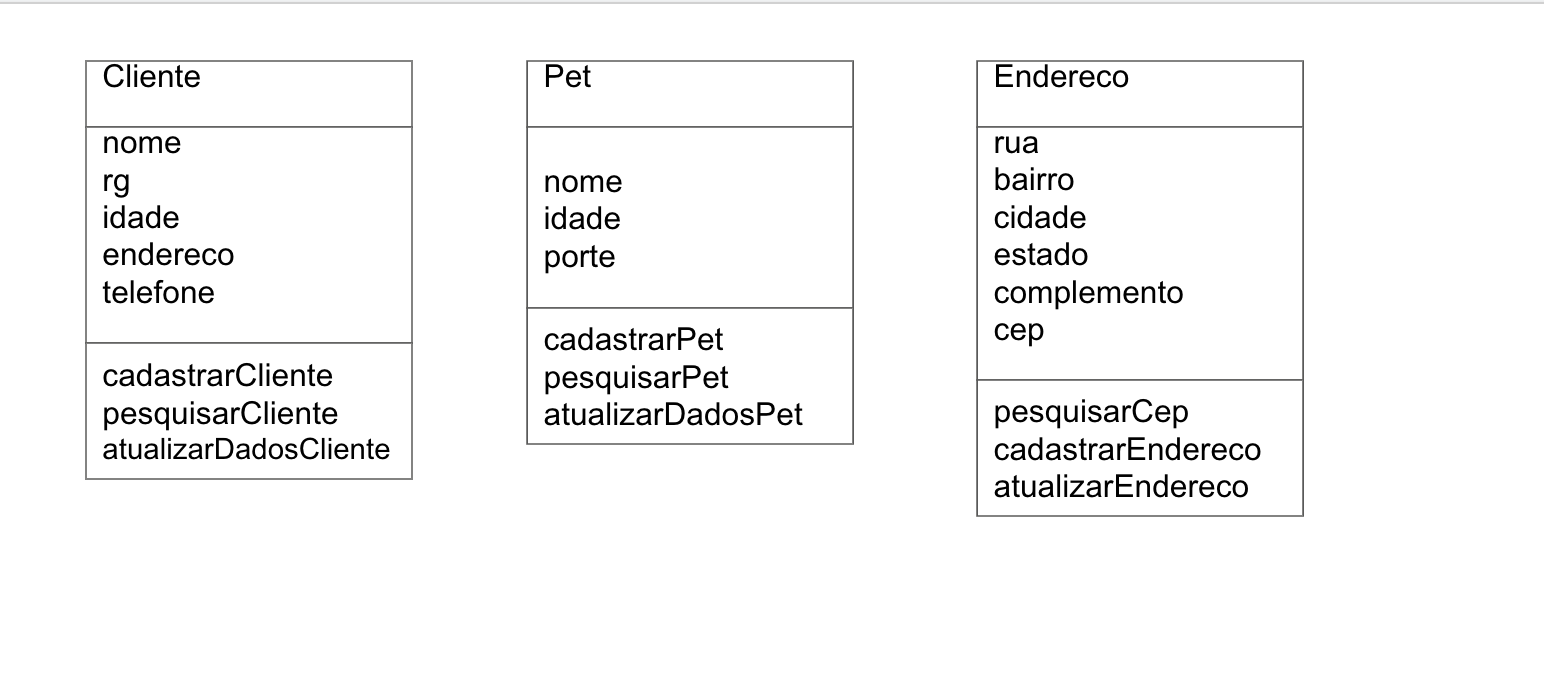 Cliente
nome
rg
idade
endereco
telefone
cadastrarCliente
pesquisarCliente
atualizarDadosCliente
Pet
nome
idade
porte
cadastrarPet
pesquisarPet
atualizarDadosPet
Endereco
rua
bairro
cidade
estado
complemento
cep
pesquisarCep
cadastrarEndereco
atualizarEndereco